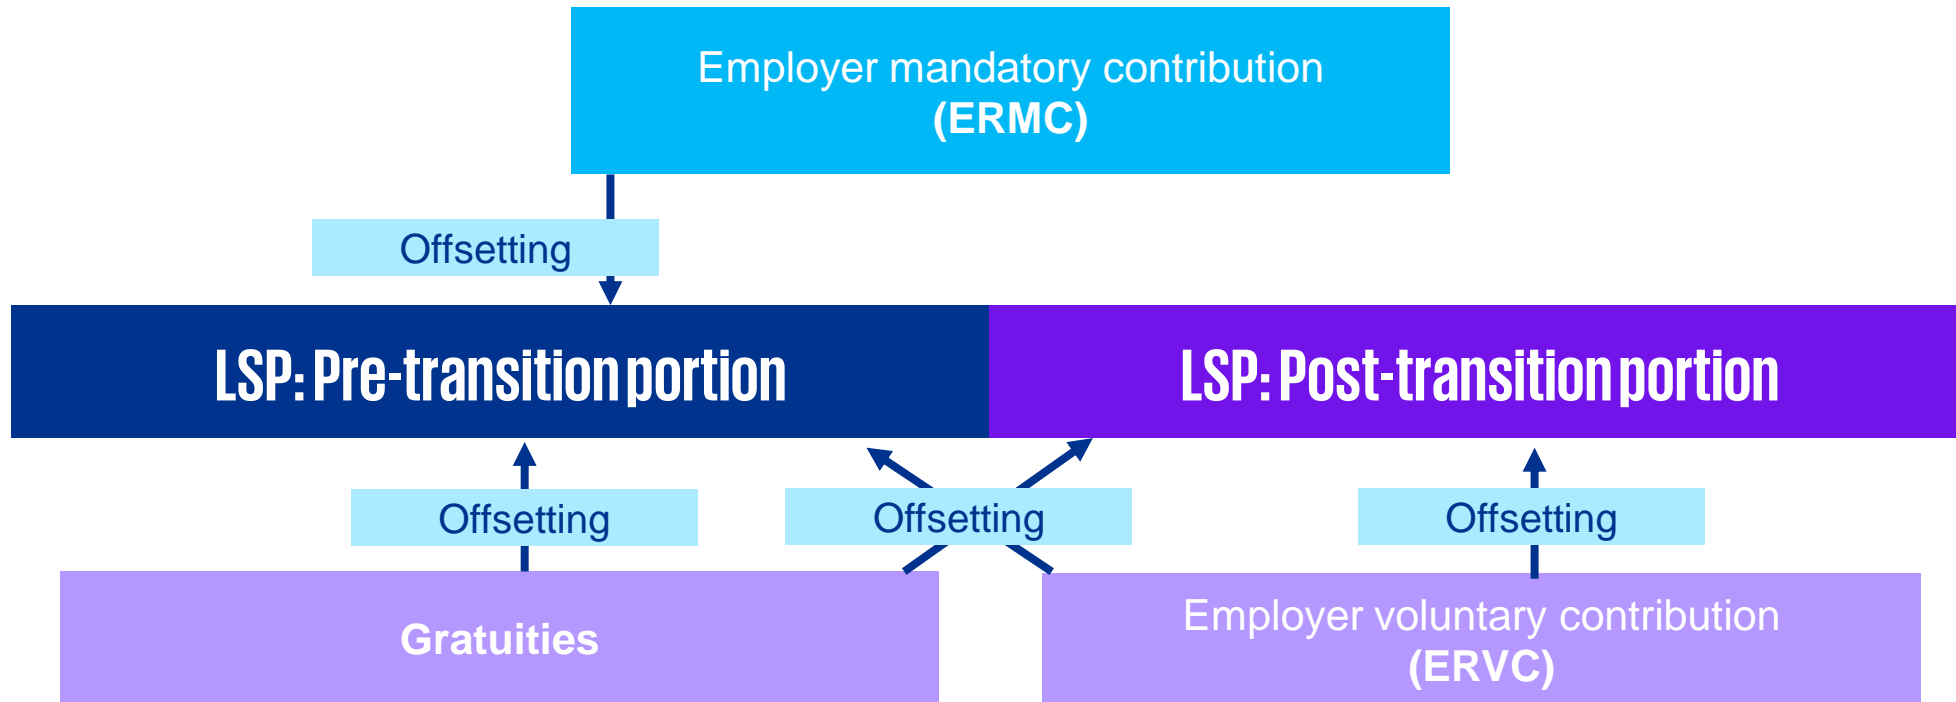 Employer mandatory contribution
(ERMC)
Offsetting
LSP: Pre-transition portion
LSP: Post-transition portion
Offsetting
Offsetting
Offsetting
Gratuities
Employer voluntary contribution
(ERVC)